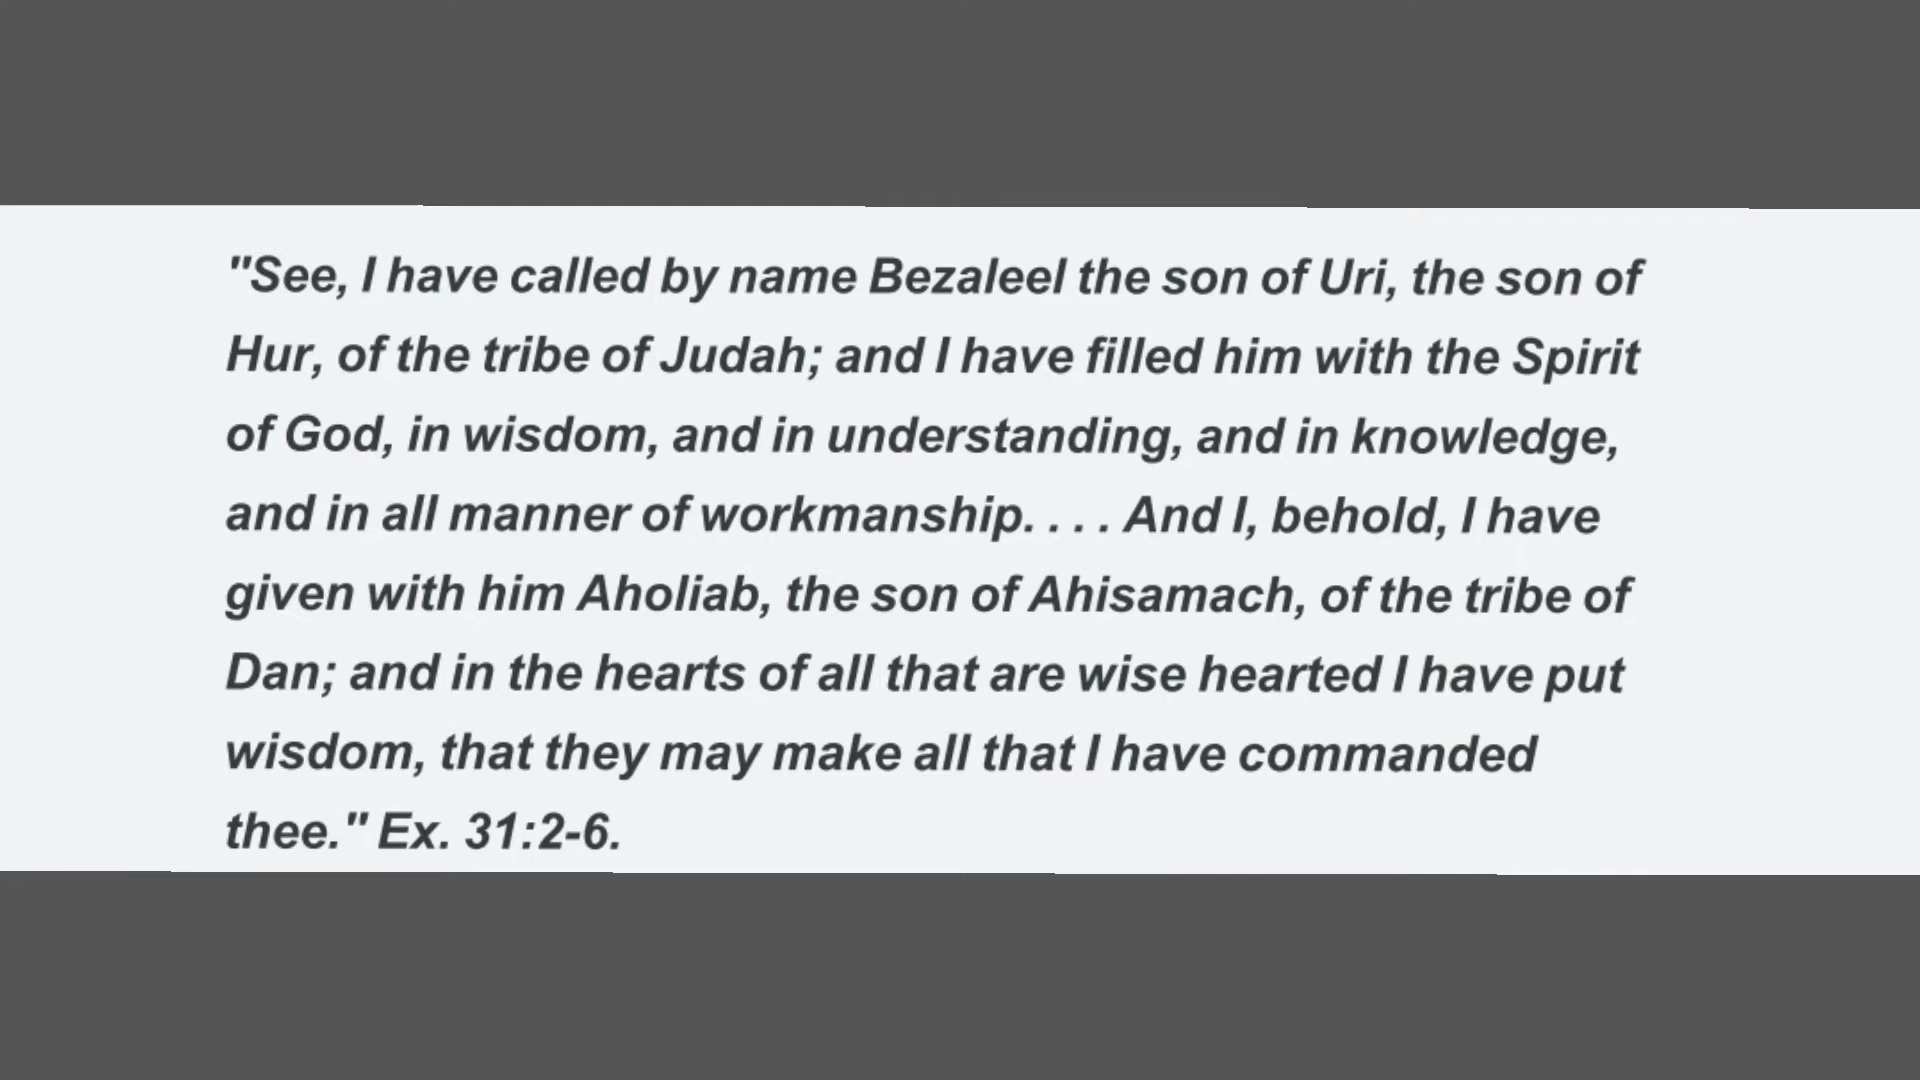 "See, I have called by name Bezaleel the son of Uri, the son of
Hur, of the tribe of Judah; and I have filled him with the Spirit
of God, in wisdom, and in understanding, and in knowledge,
and in all manner of workmanship. . . . And I, behold, I have
given with him Aholiab, the son of Ahisamach, of the tribe of
Dan; and in the hearts of all that are wise hearted I have put
wisdom, that they may make all that I have commanded
thee." Ex. 31:2-6.